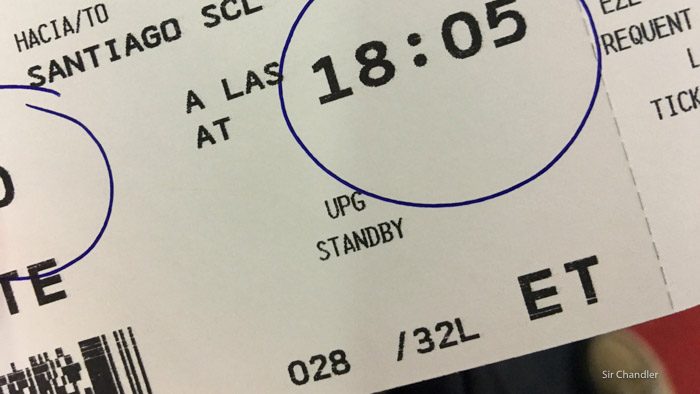 HACIA/TO
SANTIAGO SCL
A LAS 18:05
AT
UPG
STANDBY
028 /32L ET
EZE
REQUENT
L
TICK
TE
Sir Chandler